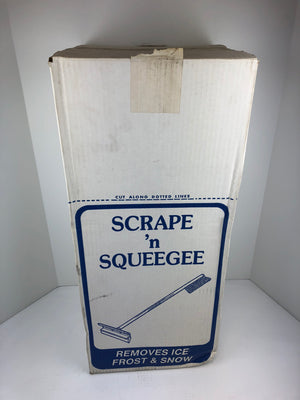 CUT ALONG DOTTED LINES
SCRAPE
'n
SQUEEGEE
REMOVES ICE
FROST & SNOW